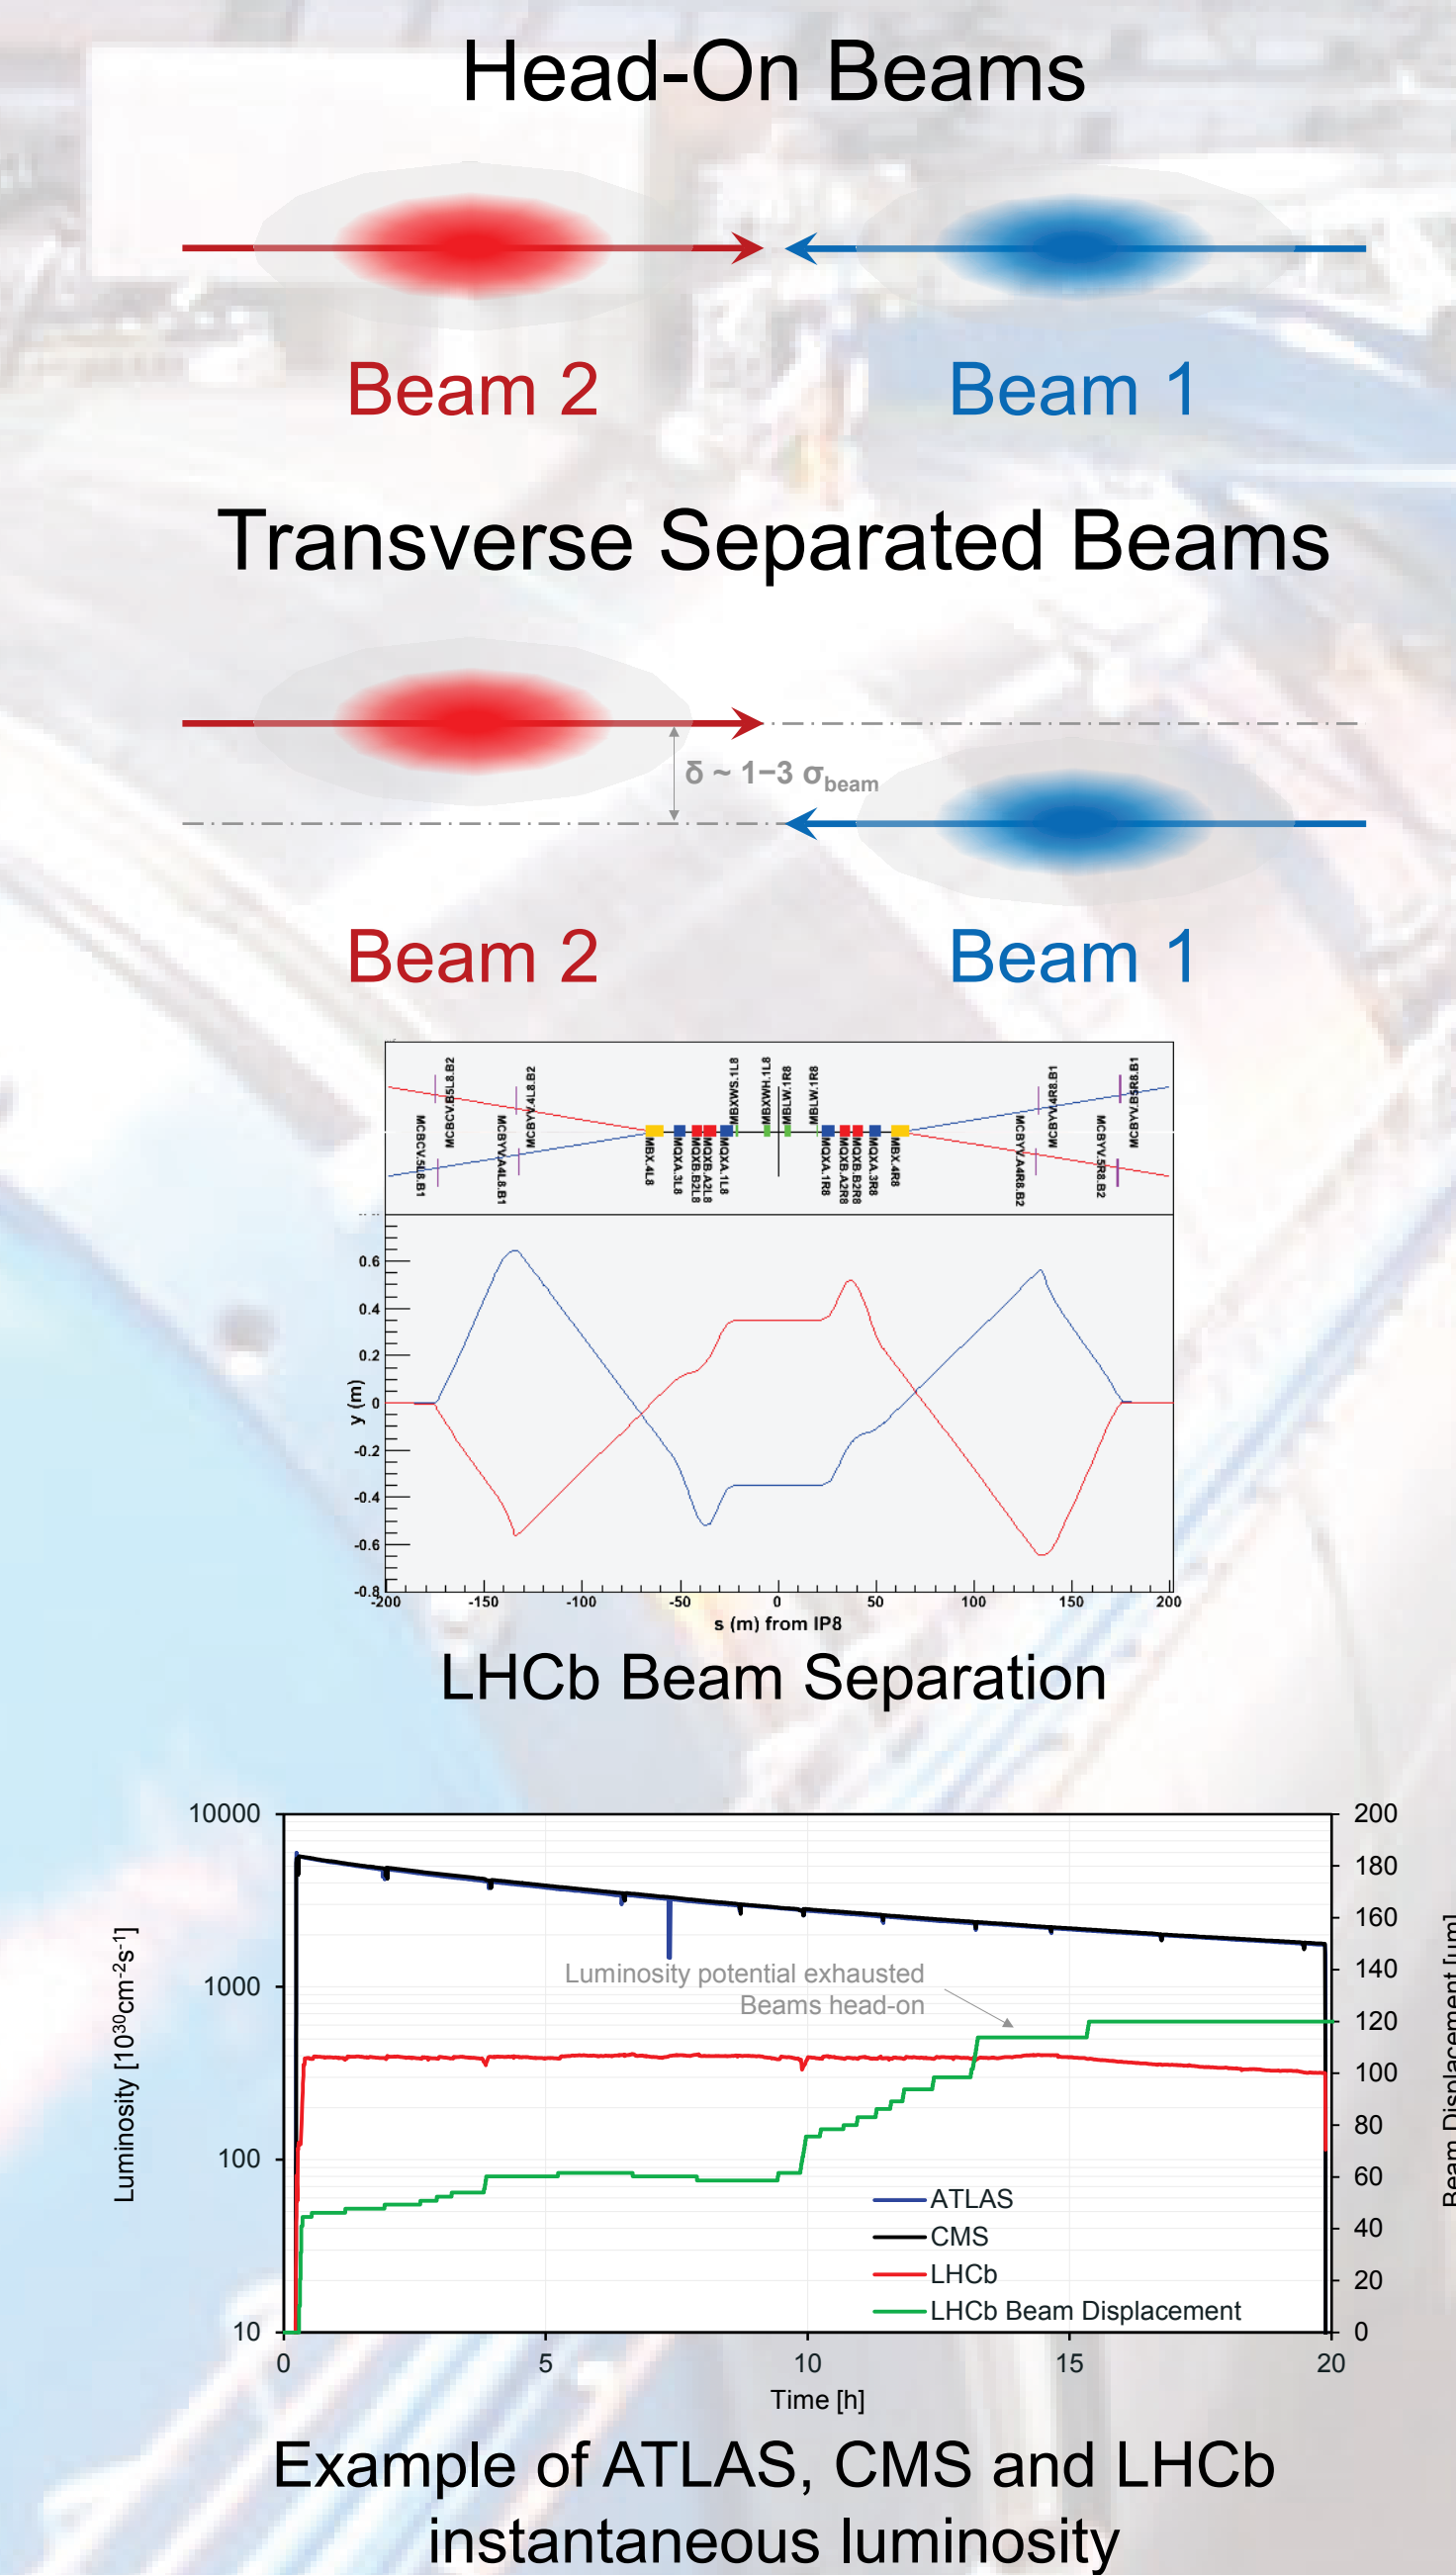 Head-On Beams
Beam 2
Beam 1
Transverse Separated Beams
δ ~ 1−3 σbeam
Beam 2
Beam 1
MCBCV.5L8.B1
MCBCV.B5L8.B2
MCBYV.A4L8.B1
MCBYV.4L8.B2
MBX.4L8
MQXA.3L8
MQXB.B2L8
MQXB.A2L8
MQXA.1L8
MBXWS.1L8
MBXWH.1L8
MBLW.1R8
MBLW.1R8
MQXA.1R8
MQXB.A2R8
MQXB.B2R8
MQXA.3R8
MBX.4R8
MCBYV.A4R8.B2
MCBYV.4R8.B1
MCBYV.5R8.B2
MCABYV.B5R8.B1
0.6
0.4
0.2
0
-0.2
-0.4
-0.6
-0.8
y (m)
-200 -150 -100 -50 0 50 100 150 200
s (m) from IP8
LHCb Beam Separation
10000
1000
100
10
Luminosity [10³⁰cm⁻²s⁻¹]
200
180
160
140
120
100
80
60
40
20
0
Beam Displacement [µm]
Luminosity potential exhausted
Beams head-on
ATLAS
CMS
LHCb
LHCb Beam Displacement
0 5 10 15 20
Time [h]
Example of ATLAS, CMS and LHCb
instantaneous luminosity